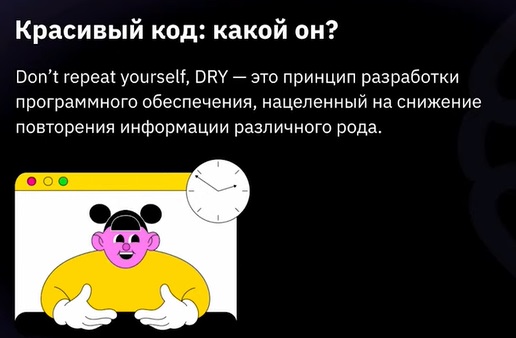 Красивый код: какой он?
Don’t repeat yourself, DRY — это принцип разработки
программного обеспечения, нацеленный на снижение
повторения информации различного рода.